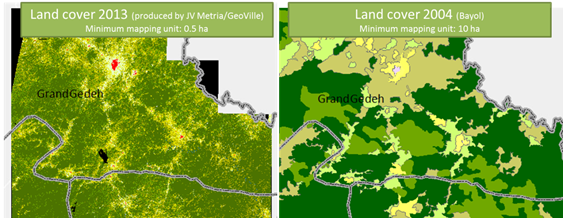 Land cover 2013 (produced by JV Metria/GeoVille)
Minimum mapping unit: 0.5 ha
GrandGedeh
Land cover 2004 (Bayol)
Minimum mapping unit: 10 ha
GrandGedeh